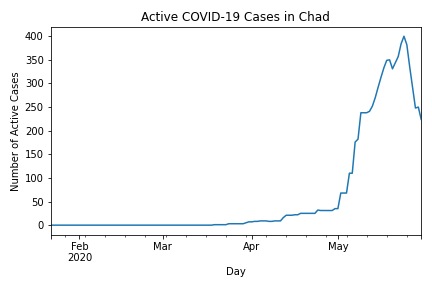 Active COVID-19 Cases in Chad
Number of Active Cases
400
350
300
250
200
150
100
50
0
Feb
2020
Mar
Apr
May
Day